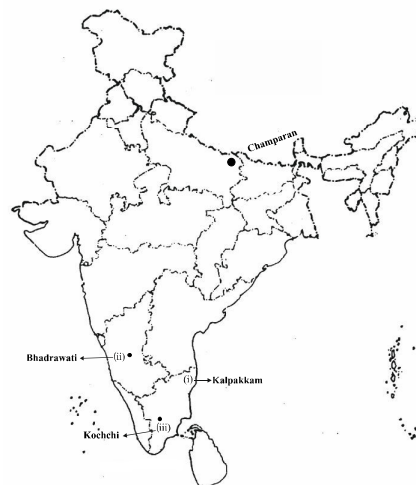 Champaran
Bhadrawati
(ii)
(i)
Kalpakkam
Kochchi
(iii)